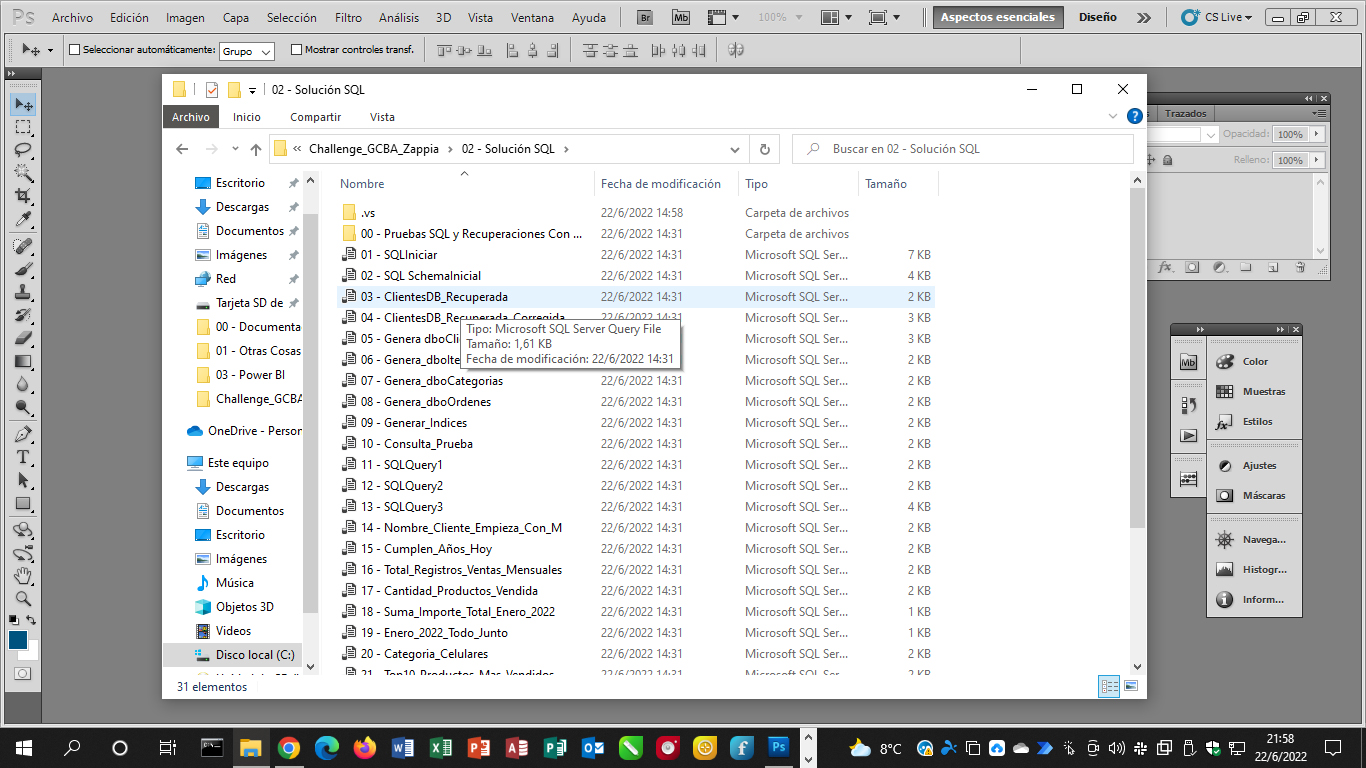 Ps Archivo Edición Imagen Capa Selección Filtro Análisis 3D Vista Ventana Ayuda Br Mb 100% Aspectos esenciales Diseño CS Live
Seleccionar automáticamente: Grupo Mostrar controles transf.
02 - Solución SQL
Archivo Inicio Compartir Vista
Challenge_GCBA_Zappia 02 - Solución SQL Buscar en 02 - Solución SQL
Escritorio
Descargas
Documentos
Imágenes
Red
Tarjeta SD de
00 - Documenta
01 - Otras Cosas
03 - Power BI
Challenge_GCBA
OneDrive - Person
Este equipo
Descargas
Documentos
Escritorio
Imágenes
Música
Objetos 3D
Videos
Disco local (C:)
Nombre Fecha de modificación Tipo Tamaño
.vs 22/6/2022 14:58 Carpeta de archivos
00 - Pruebas SQL y Recuperaciones Con ... 22/6/2022 14:31 Carpeta de archivos
01 - SQLIniciar 22/6/2022 14:31 Microsoft SQL Ser... 7 KB
02 - SQL SchemaInicial 22/6/2022 14:31 Microsoft SQL Ser... 4 KB
03 - ClientesDB_Recuperada 22/6/2022 14:31 Microsoft SQL Ser... 2 KB
04 - ClientesDB_Recuperada_Corregida 22/6/2022 14:31 Microsoft SQL Ser... 3 KB
05 - Genera dboCli 22/6/2022 14:31 Microsoft SQL Ser... 3 KB
06 - Genera_dboIte 22/6/2022 14:31 Microsoft SQL Ser... 2 KB
Tipo: Microsoft SQL Server Query File
Tamaño: 1,61 KB
Fecha de modificación: 22/6/2022 14:31
07 - Genera_dboCategorias 22/6/2022 14:31 Microsoft SQL Ser... 2 KB
08 - Genera_dboOrdenes 22/6/2022 14:31 Microsoft SQL Ser... 2 KB
09 - Generar_Indices 22/6/2022 14:31 Microsoft SQL Ser... 2 KB
10 - Consulta_Prueba 22/6/2022 14:31 Microsoft SQL Ser... 2 KB
11 - SQLQuery1 22/6/2022 14:31 Microsoft SQL Ser... 2 KB
12 - SQLQuery2 22/6/2022 14:31 Microsoft SQL Ser... 2 KB
13 - SQLQuery3 22/6/2022 14:31 Microsoft SQL Ser... 4 KB
14 - Nombre_Cliente_Empieza_Con_M 22/6/2022 14:31 Microsoft SQL Ser... 2 KB
15 - Cumplen_Años_Hoy 22/6/2022 14:31 Microsoft SQL Ser... 2 KB
16 - Total_Registros_Ventas_Mensuales 22/6/2022 14:31 Microsoft SQL Ser... 2 KB
17 - Cantidad_Productos_Vendida 22/6/2022 14:31 Microsoft SQL Ser... 2 KB
18 - Suma_Importe_Total_Enero_2022 22/6/2022 14:31 Microsoft SQL Ser... 1 KB
19 - Enero_2022_Todo_Junto 22/6/2022 14:31 Microsoft SQL Ser... 1 KB
20 - Categoria_Celulares 22/6/2022 14:31 Microsoft SQL Ser... 2 KB
21 - Top10_Productos_Mas_Vendidos 22/6/2022 14:31 Microsoft SQL Ser... 2 KB
31 elementos
Trazados
Opacidad: 100%
Relleno: 100%
Mb
Color
Muestras
Estilos
Ajustes
Máscaras
Navega...
Histogr...
Inform...
8°C
21:58
22/6/2022